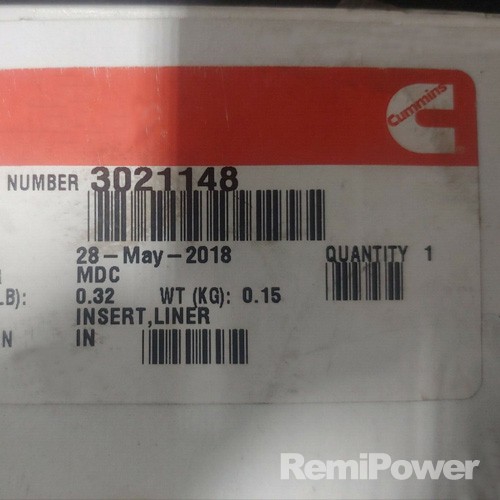 Cummins
NUMBER 3021148
28-May-2018 QUANTITY 1
R MDC
LB): 0.32 WT (KG): 0.15
INSERT,LINER
N IN
RemiPower